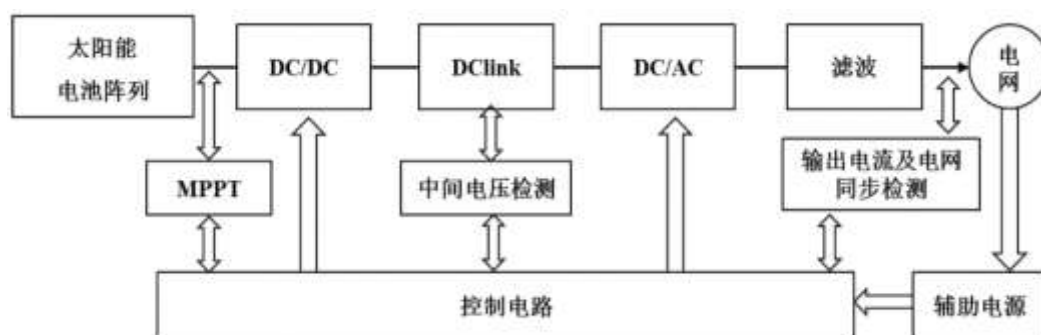 太阳能
电池阵列
DC/DC
DClink
DC/AC
滤波
电
网
MPPT
中间电压检测
输出电流及电网
同步检测
控制电路
辅助电源